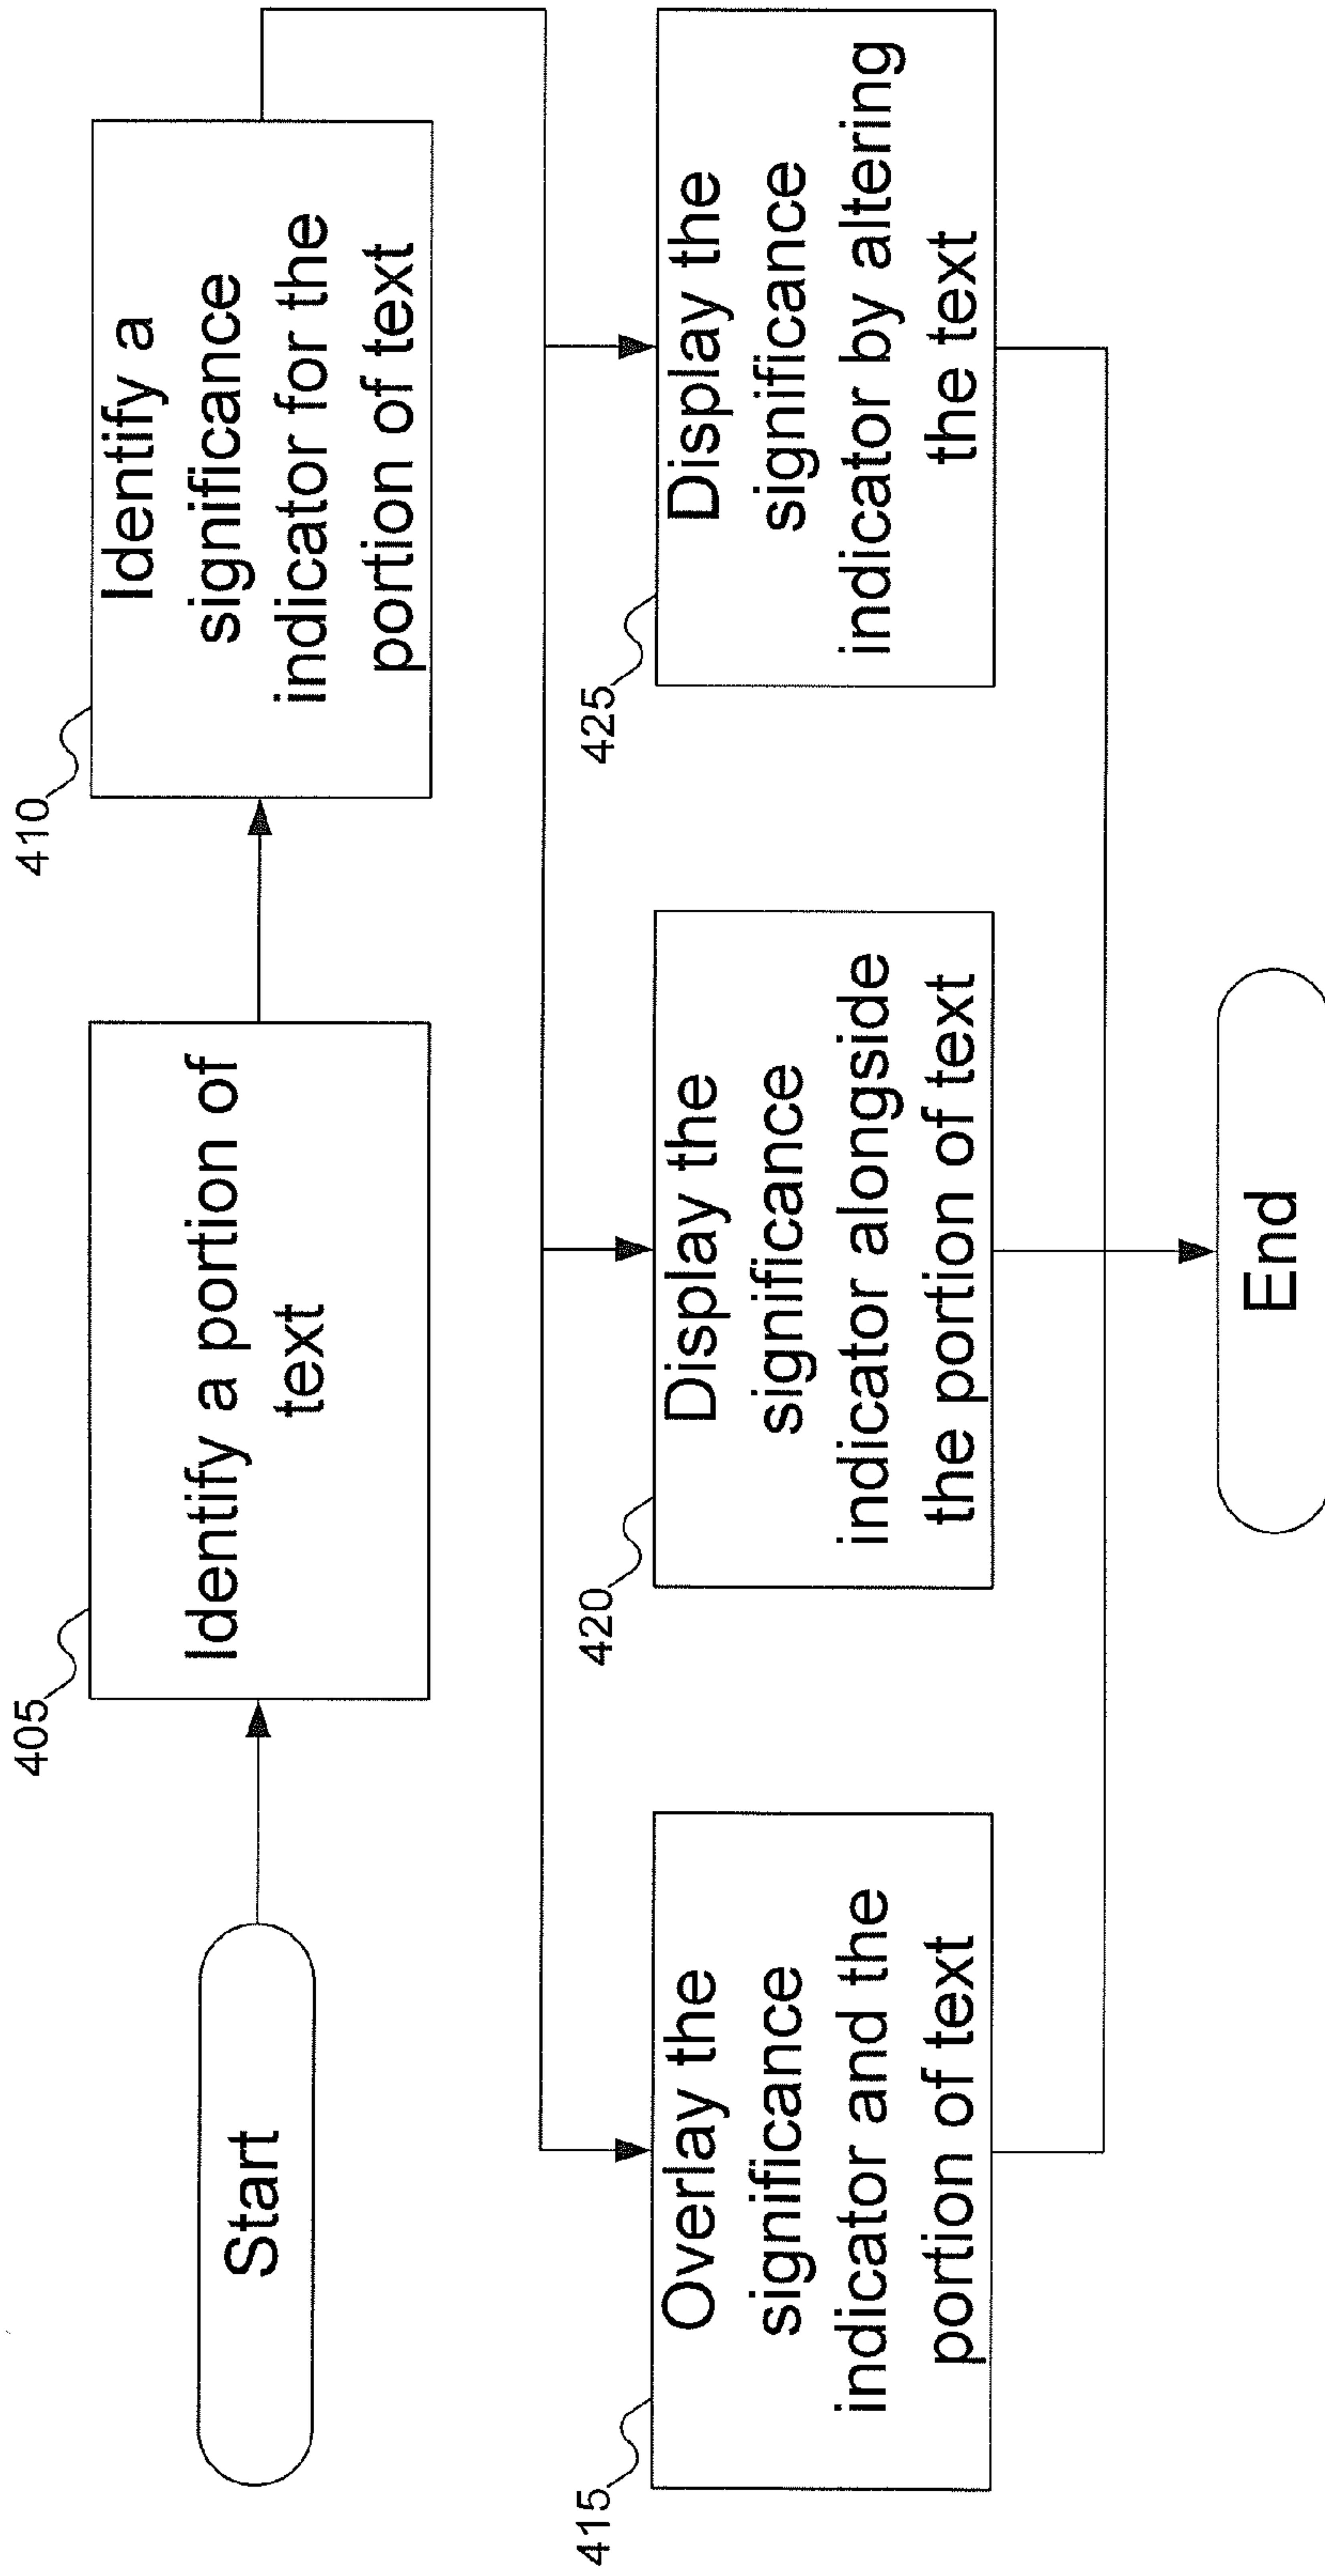 Start
405
Identify a portion of
text
410
Identify a
significance
indicator for the
portion of text
415
Overlay the
significance
indicator and the
portion of text
420
Display the
significance
indicator alongside
the portion of text
425
Display the
significance
indicator by altering
the text
End